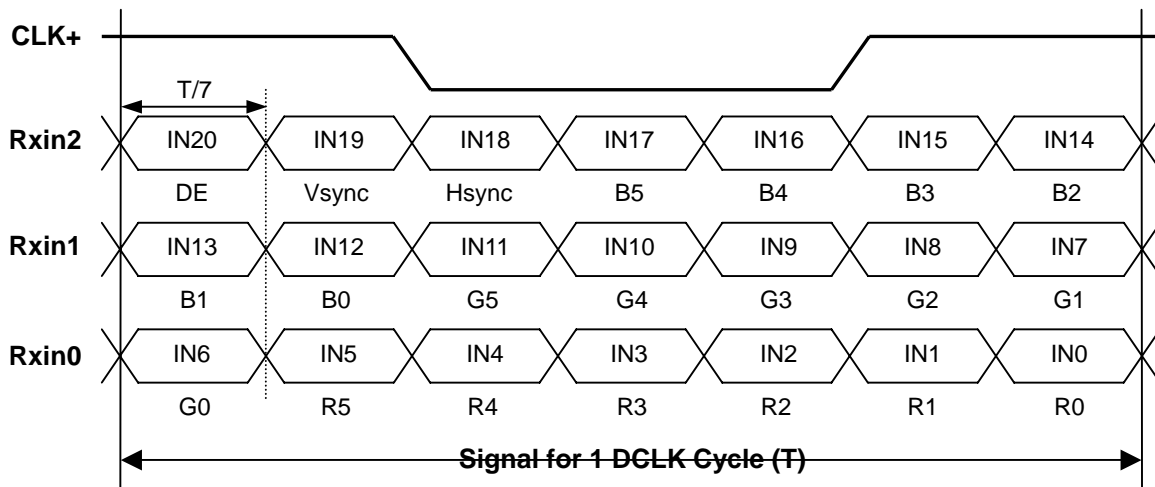 CLK+
T/7
Rxin2 IN20 IN19 IN18 IN17 IN16 IN15 IN14
DE Vsync Hsync B5 B4 B3 B2
Rxin1 IN13 IN12 IN11 IN10 IN9 IN8 IN7
B1 B0 G5 G4 G3 G2 G1
Rxin0 IN6 IN5 IN4 IN3 IN2 IN1 IN0
G0 R5 R4 R3 R2 R1 R0
Signal for 1 DCLK Cycle (T)